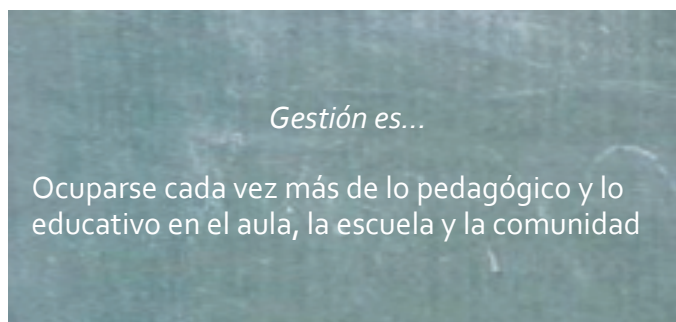 Gestión es...
Ocuparse cada vez más de lo pedagógico y lo
educativo en el aula, la escuela y la comunidad